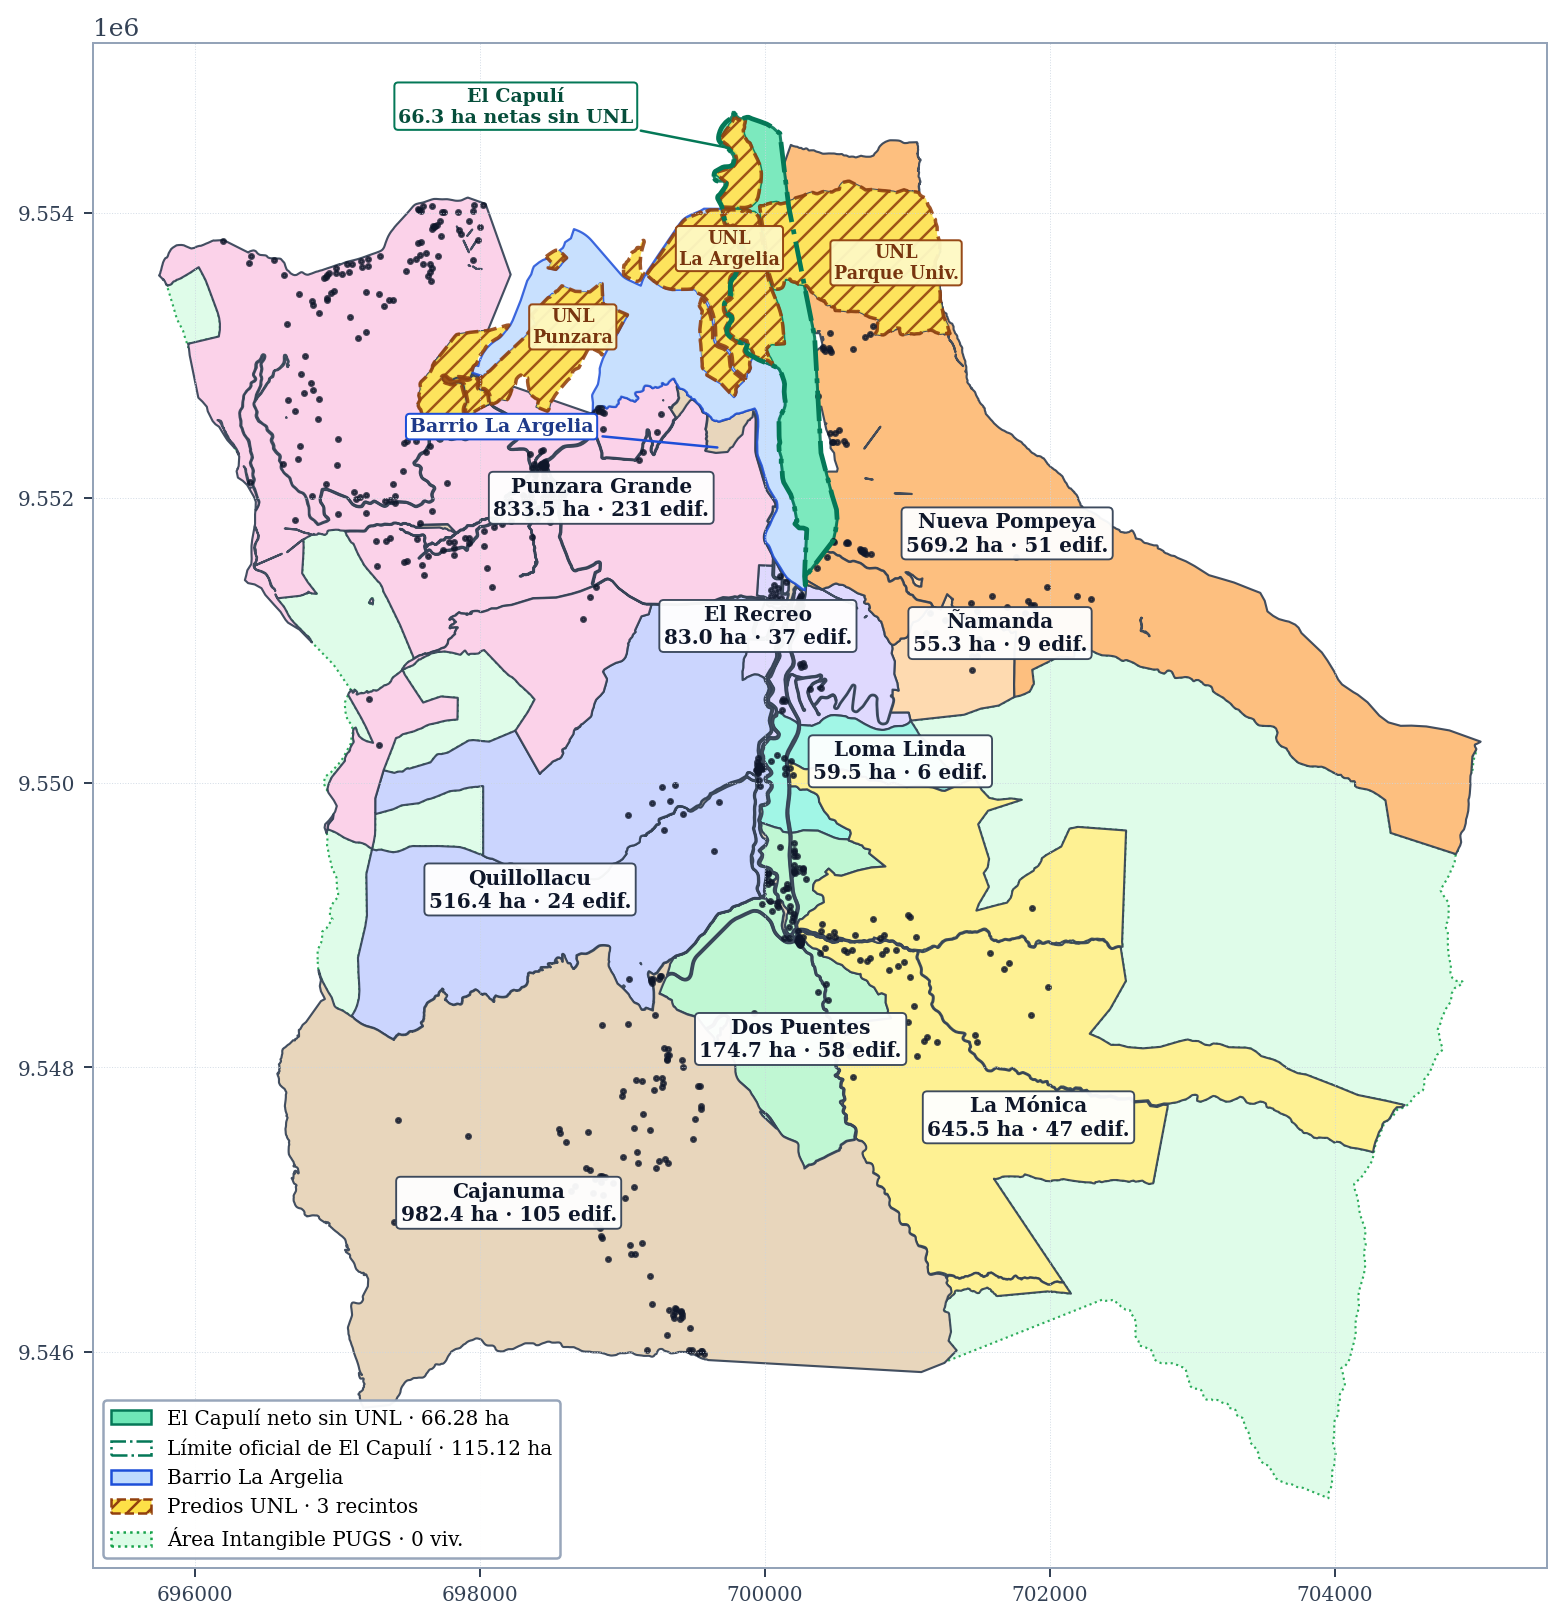 1e6
El Capulí
66.3 ha netas sin UNL
9.554
UNL
La Argelia
UNL
Parque Univ.
UNL
Punzara
Barrio La Argelia
Punzara Grande
833.5 ha · 231 edif.
9.552
Nueva Pompeya
569.2 ha · 51 edif.
El Recreo
83.0 ha · 37 edif.
Ñamanda
55.3 ha · 9 edif.
Loma Linda
59.5 ha · 6 edif.
9.550
Quillollacu
516.4 ha · 24 edif.
Dos Puentes
174.7 ha · 58 edif.
9.548
La Mónica
645.5 ha · 47 edif.
Cajanuma
982.4 ha · 105 edif.
9.546
El Capulí neto sin UNL · 66.28 ha
Límite oficial de El Capulí · 115.12 ha
Barrio La Argelia
Predios UNL · 3 recintos
Área Intangible PUGS · 0 viv.
696000
698000
700000
702000
704000